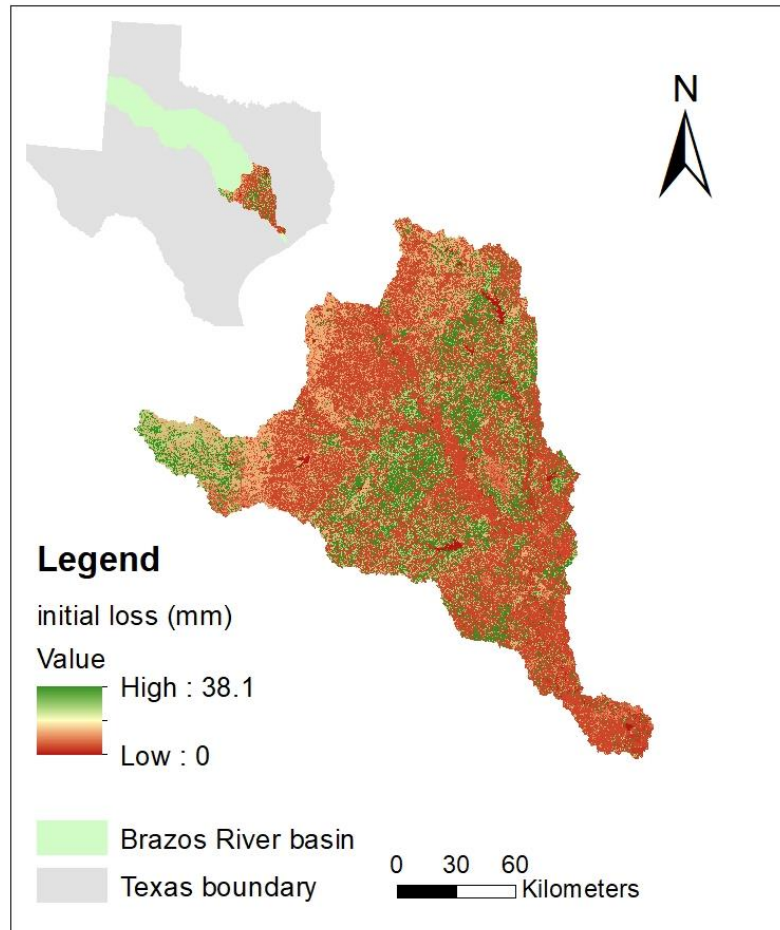 N
Legend
initial loss (mm)
Value
High : 38.1
Low : 0
Brazos River basin
Texas boundary
0 30 60
Kilometers